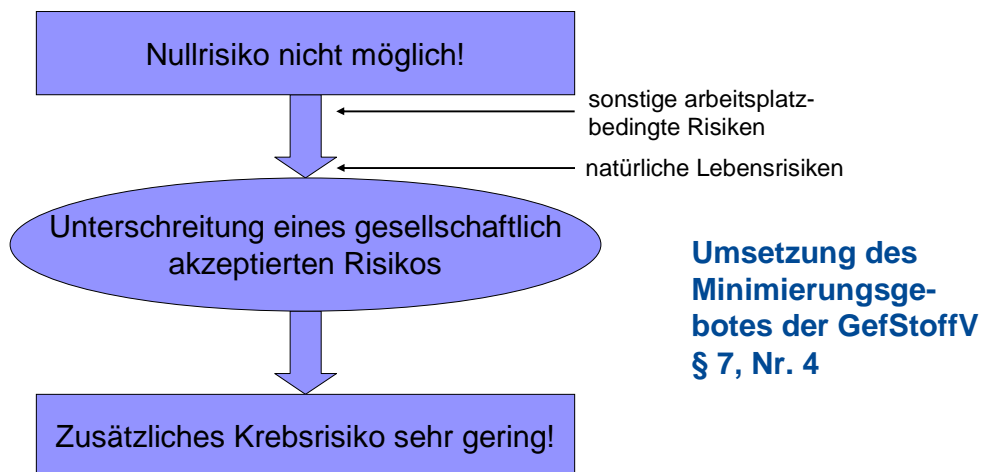 Nullrisiko nicht möglich!
sonstige arbeitsplatz-
bedingte Risiken
natürliche Lebensrisiken
Unterschreitung eines gesellschaftlich
akzeptierten Risikos
Umsetzung des
Minimierungsge-
botes der GefStoffV
§ 7, Nr. 4
Zusätzliches Krebsrisiko sehr gering!